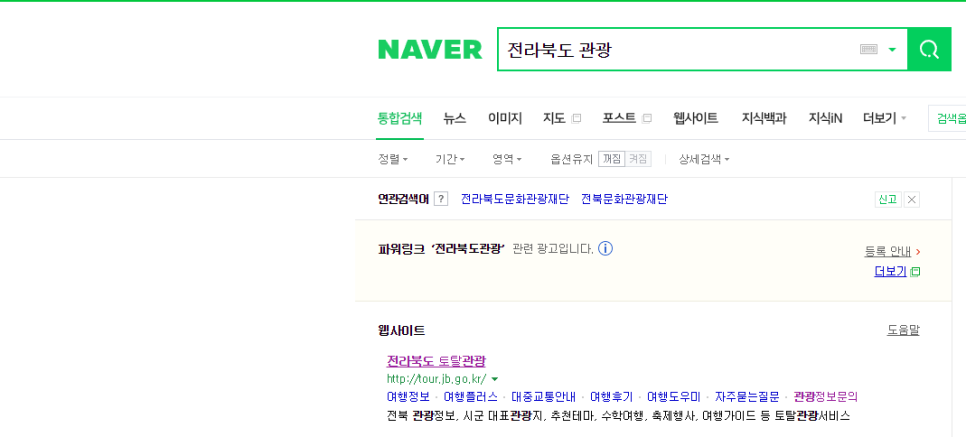 NAVER 전라북도 관광
통합검색 뉴스 이미지 지도 포스트 웹사이트 지식백과 지식iN 더보기 검색옵
정렬 기간 영역 옵션유지 꺼짐 켜짐 상세검색
연관검색어 ? 전라북도문화관광재단 전북문화관광재단 신고 ×
파워링크 '전라북도관광' 관련 광고입니다. i 등록 안내 >
더보기
웹사이트 도움말
전라북도 토탈관광
http://tour.jb.go.kr/
여행정보 · 여행플러스 · 대중교통안내 · 여행후기 · 여행도우미 · 자주묻는질문 · 관광정보문의
전북 관광정보, 시군 대표관광지, 추천테마, 수학여행, 축제행사, 여행가이드 등 토탈관광서비스